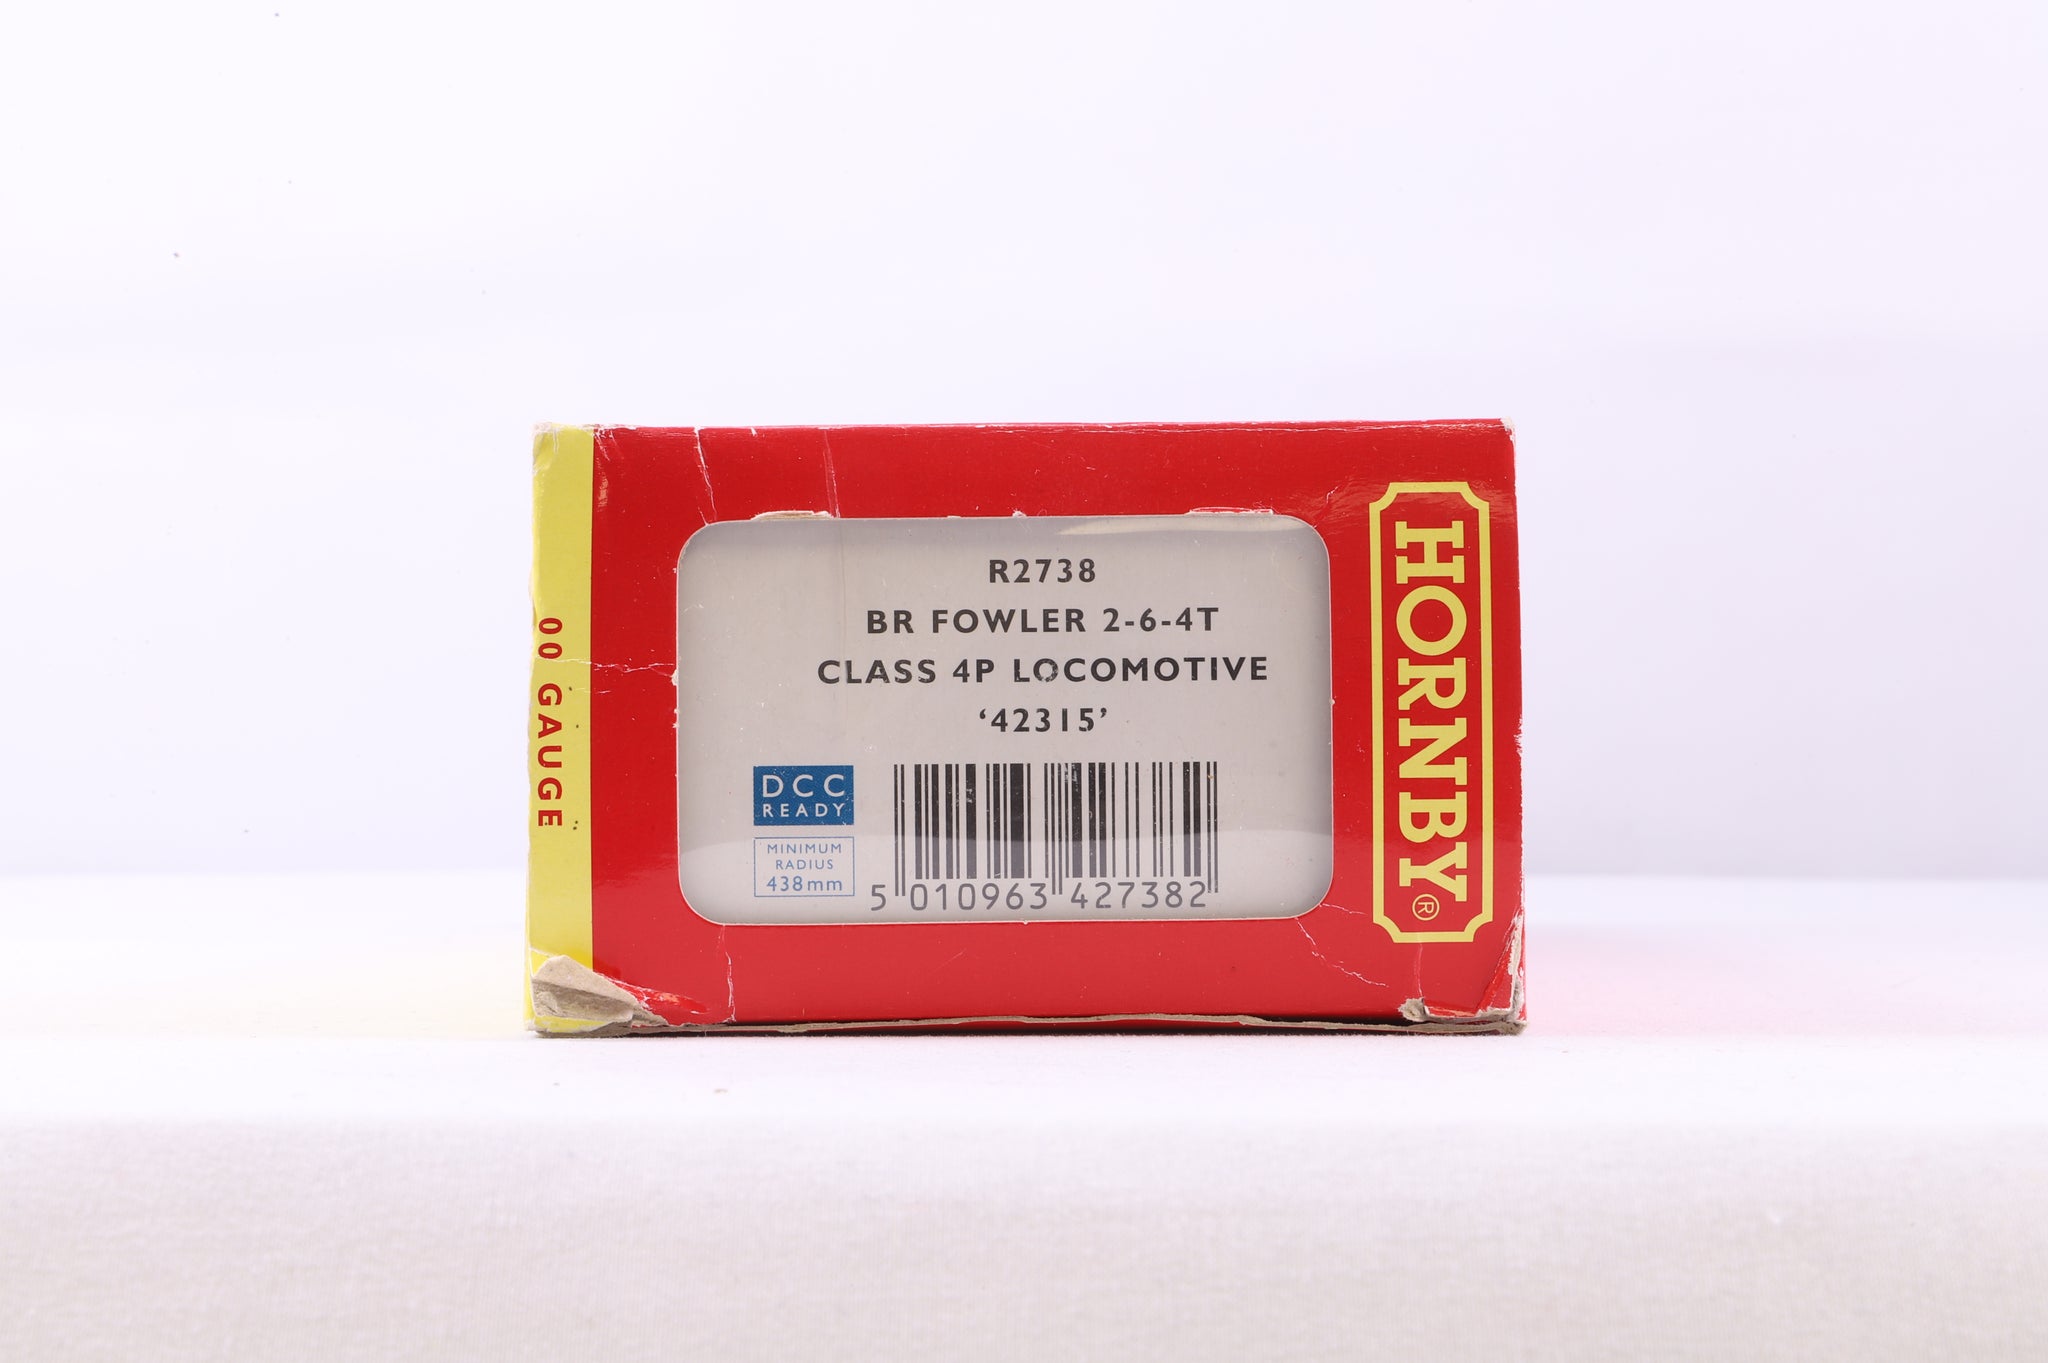 00 GAUGE
R2738
BR FOWLER 2-6-4T
CLASS 4P LOCOMOTIVE
‘42315’
DCC
READY
MINIMUM
RADIUS
438mm
5 010963 427382
HORNBY®